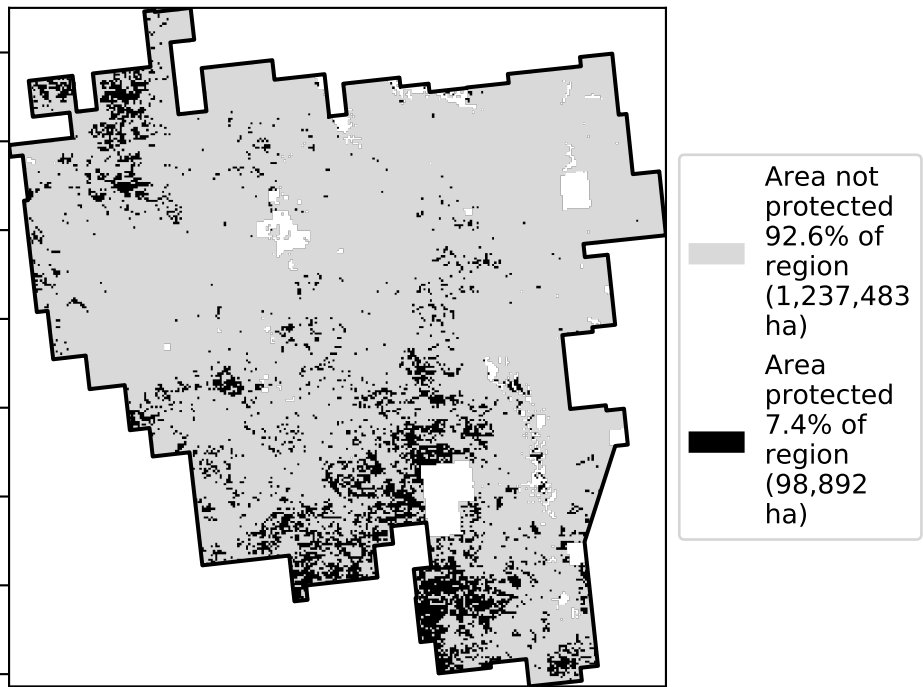 Area not
protected
92.6% of
region
(1,237,483
ha)
Area
protected
7.4% of
region
(98,892
ha)